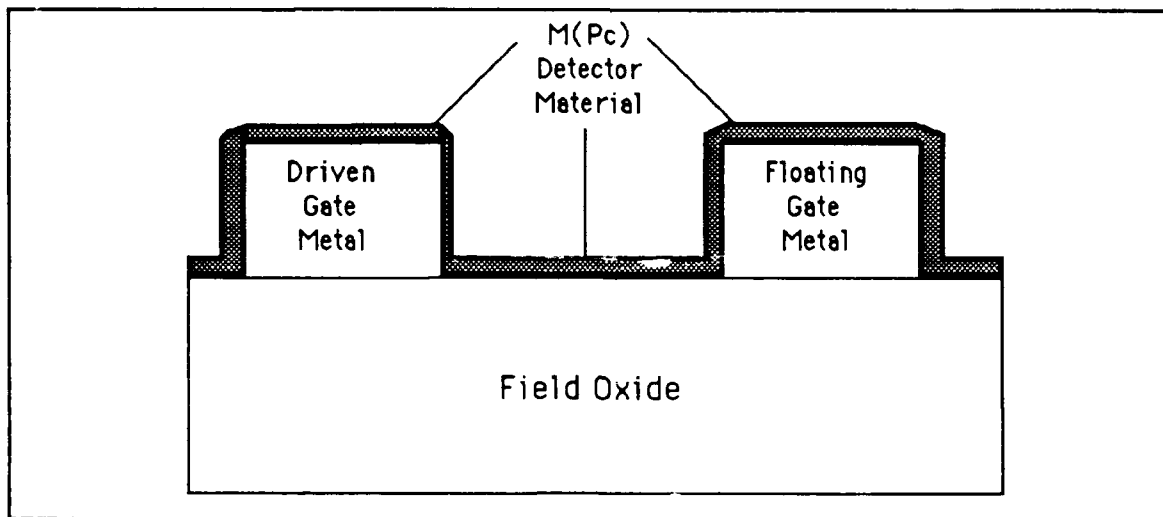 M(Pc)
Detector
Material
Driven
Gate
Metal
Floating
Gate
Metal
Field Oxide